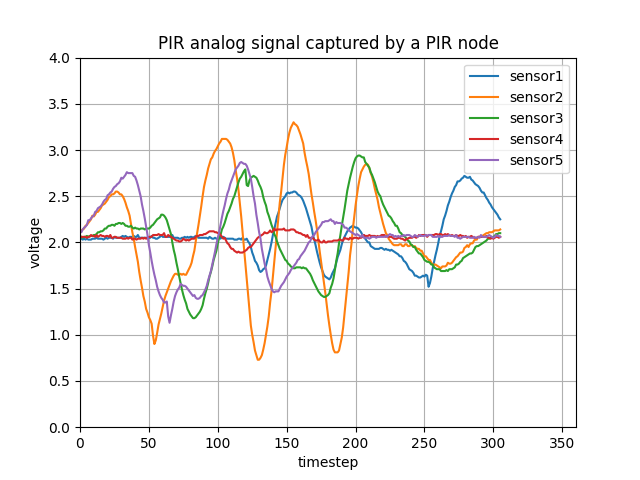 PIR analog signal captured by a PIR node
4.0
3.5
3.0
2.5
2.0
1.5
1.0
0.5
0.0
voltage
sensor1
sensor2
sensor3
sensor4
sensor5
0 50 100 150 200 250 300 350
timestep